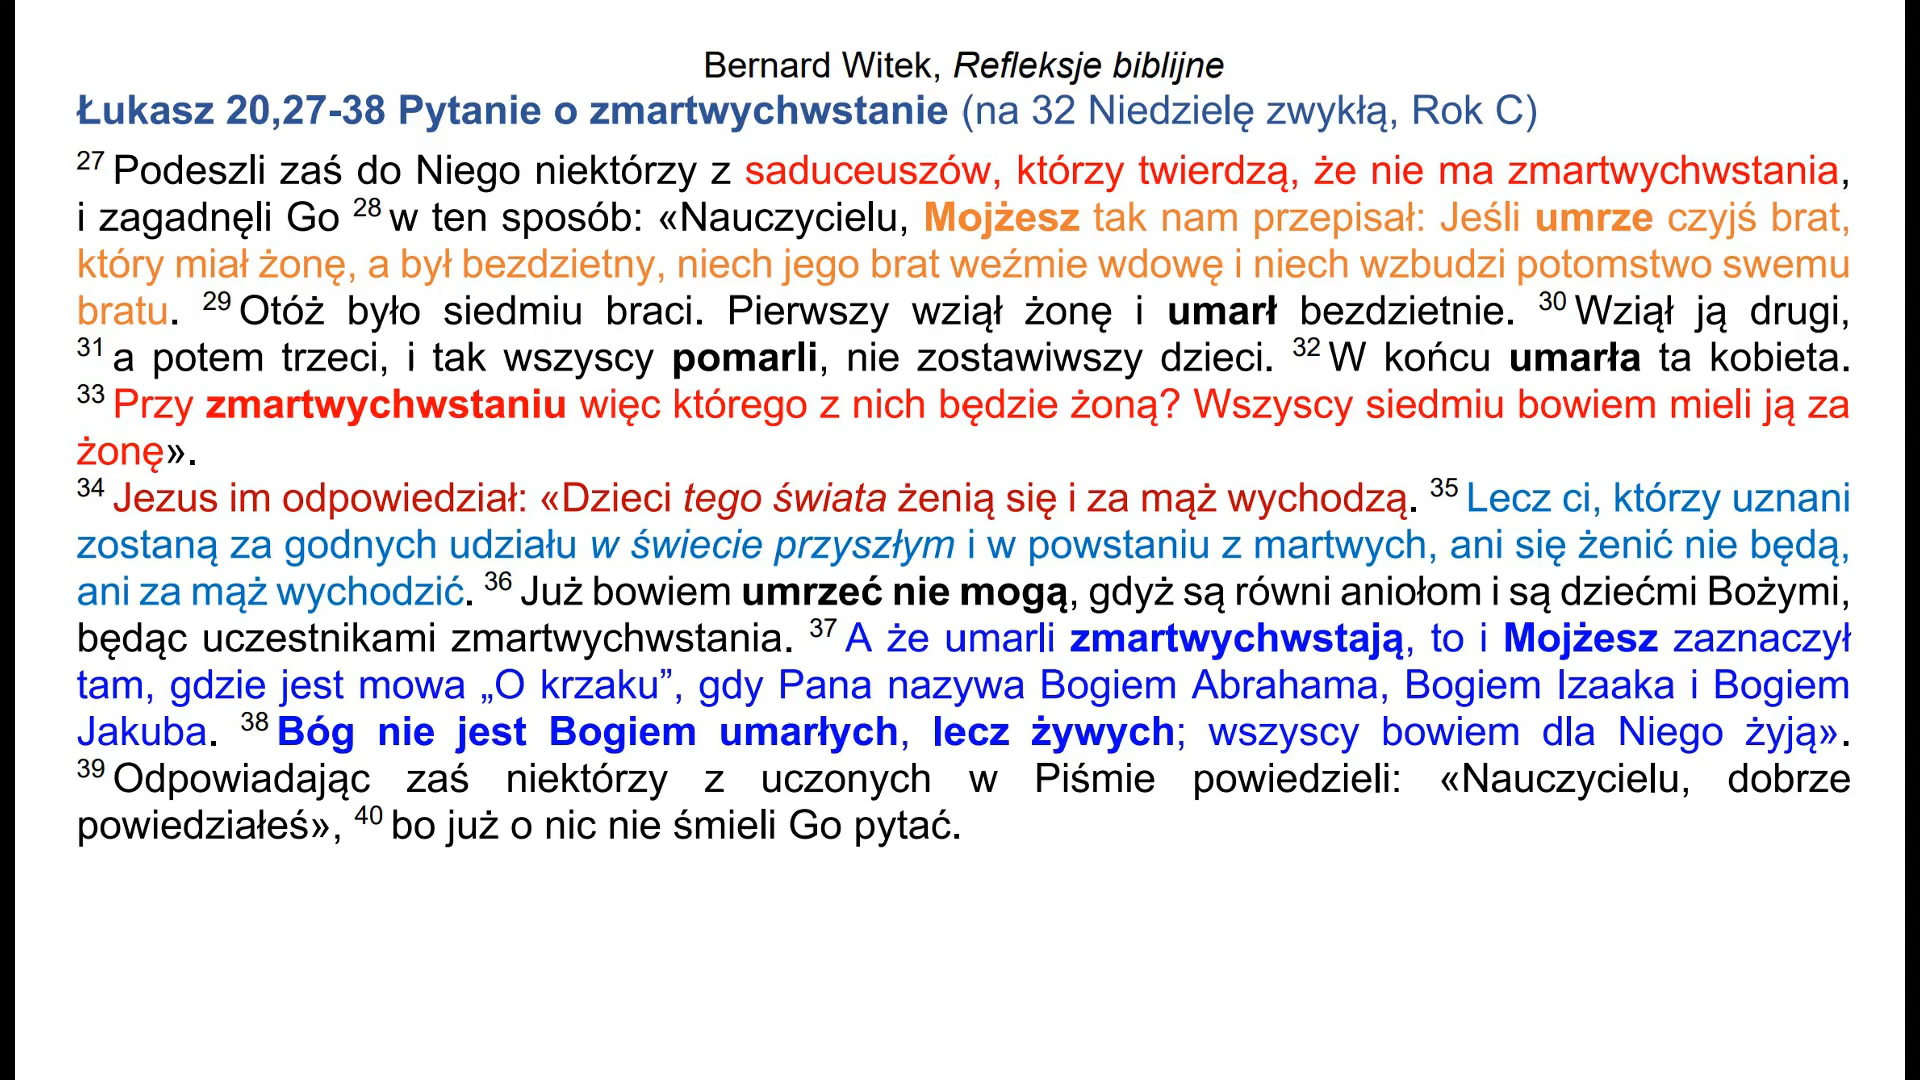 Bernard Witek, Refleksje biblijne
Łukasz 20,27-38 Pytanie o zmartwychwstanie (na 32 Niedzielę zwykłą, Rok C)
27 Podeszli zaś do Niego niektórzy z saduceuszów, którzy twierdzą, że nie ma zmartwychwstania,
i zagadnęli Go 28 w ten sposób: «Nauczycielu, Mojżesz tak nam przepisał: Jeśli umrze czyjś brat,
który miał żonę, a był bezdzietny, niech jego brat weźmie wdowę i niech wzbudzi potomstwo swemu
bratu. 29 Otóż było siedmiu braci. Pierwszy wziął żonę i umarł bezdzietnie. 30 Wziął ją drugi,
31 a potem trzeci, i tak wszyscy pomarli, nie zostawiwszy dzieci. 32 W końcu umarła ta kobieta.
33 Przy zmartwychwstaniu więc którego z nich będzie żoną? Wszyscy siedmiu bowiem mieli ją za
żonę».
34 Jezus im odpowiedział: «Dzieci tego świata żenią się i za mąż wychodzą. 35 Lecz ci, którzy uznani
zostaną za godnych udziału w świecie przyszłym i w powstaniu z martwych, ani się żenić nie będą,
ani za mąż wychodzić. 36 Już bowiem umrzeć nie mogą, gdyż są równi aniołom i są dziećmi Bożymi,
będąc uczestnikami zmartwychwstania. 37 A że umarli zmartwychwstają, to i Mojżesz zaznaczył
tam, gdzie jest mowa „O krzaku”, gdy Pana nazywa Bogiem Abrahama, Bogiem Izaaka i Bogiem
Jakuba. 38 Bóg nie jest Bogiem umarłych, lecz żywych; wszyscy bowiem dla Niego żyją».
39 Odpowiadając zaś niektórzy z uczonych w Piśmie powiedzieli: «Nauczycielu, dobrze
powiedziałeś», 40 bo już o nic nie śmieli Go pytać.